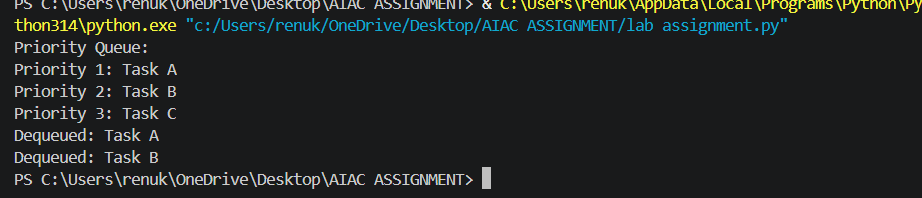 PS C:\Users\renuk\OneDrive\Desktop\AIAC ASSIGNMENT> & C:\Users\renuk\AppData\Local\Programs\Python\Py
thon314\python.exe "c:/Users/renuk/OneDrive/Desktop/AIAC ASSIGNMENT/lab assignment.py"
Priority Queue:
Priority 1: Task A
Priority 2: Task B
Priority 3: Task C
Dequeued: Task A
Dequeued: Task B
PS C:\Users\renuk\OneDrive\Desktop\AIAC ASSIGNMENT>